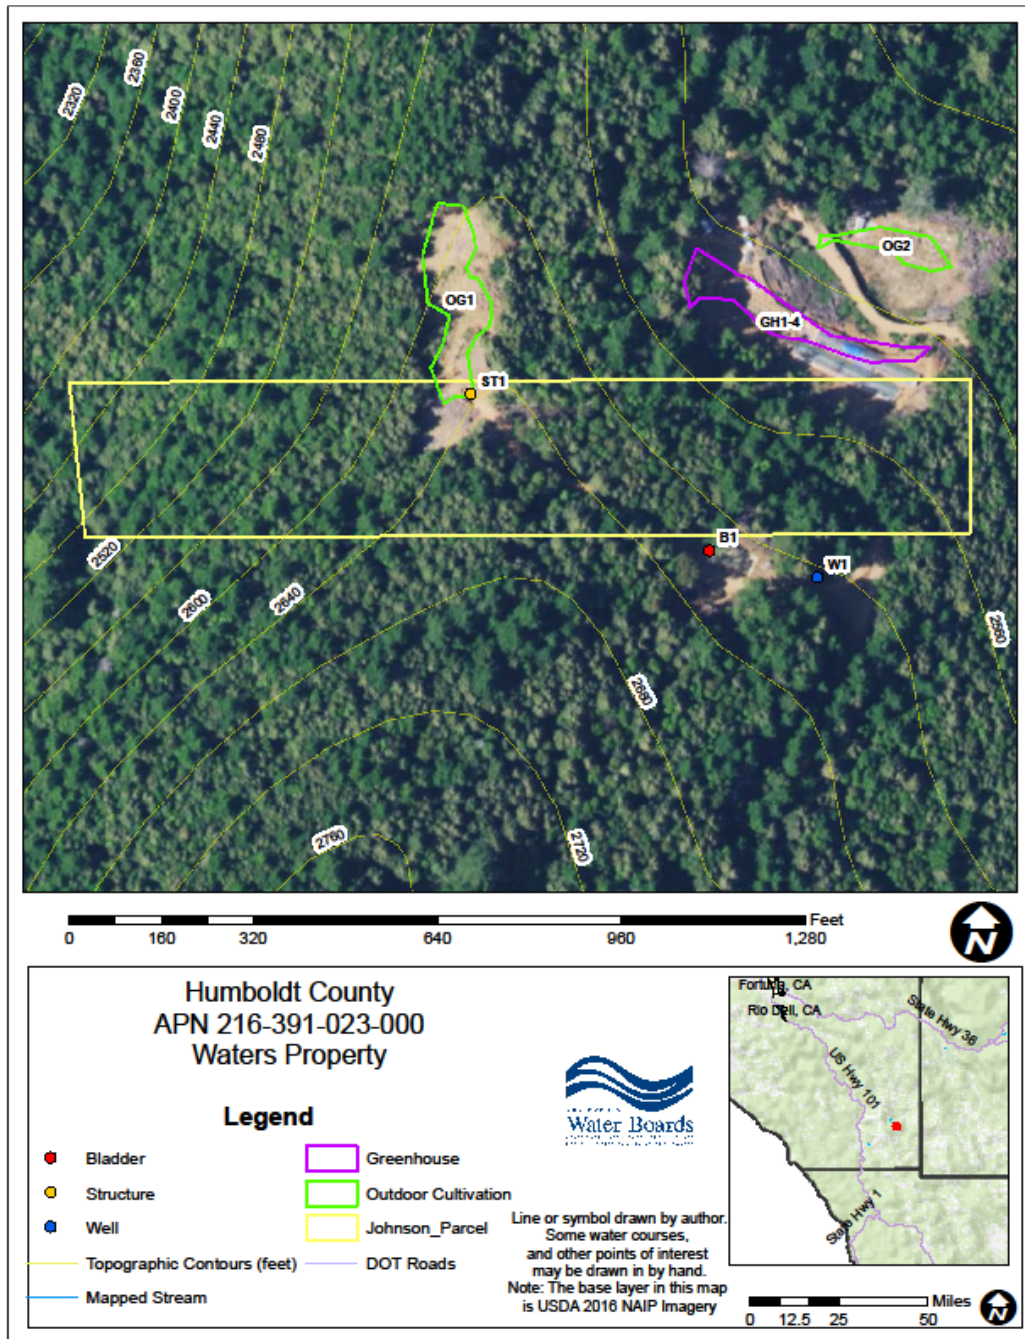 2320
2360
2400
2440
2480
OG1
OG2
GH1-4
ST1
B1
W1
2520
2600
2640
2560
2680
2760
2720
Feet
0 160 320 640 960 1,280
N
Humboldt County
APN 216-391-023-000
Waters Property
Legend
Bladder
Structure
Well
Topographic Contours (feet)
Mapped Stream
Greenhouse
Outdoor Cultivation
Johnson_Parcel
DOT Roads
Water Boards
Line or symbol drawn by author.
Some water courses,
and other points of interest
may be drawn in by hand.
Note: The base layer in this map
is USDA 2016 NAIP Imagery
Fortuna, CA
Rio Dell, CA
State Hwy 36
US Hwy 101
State Hwy 1
Miles
0 12.5 25 50
N